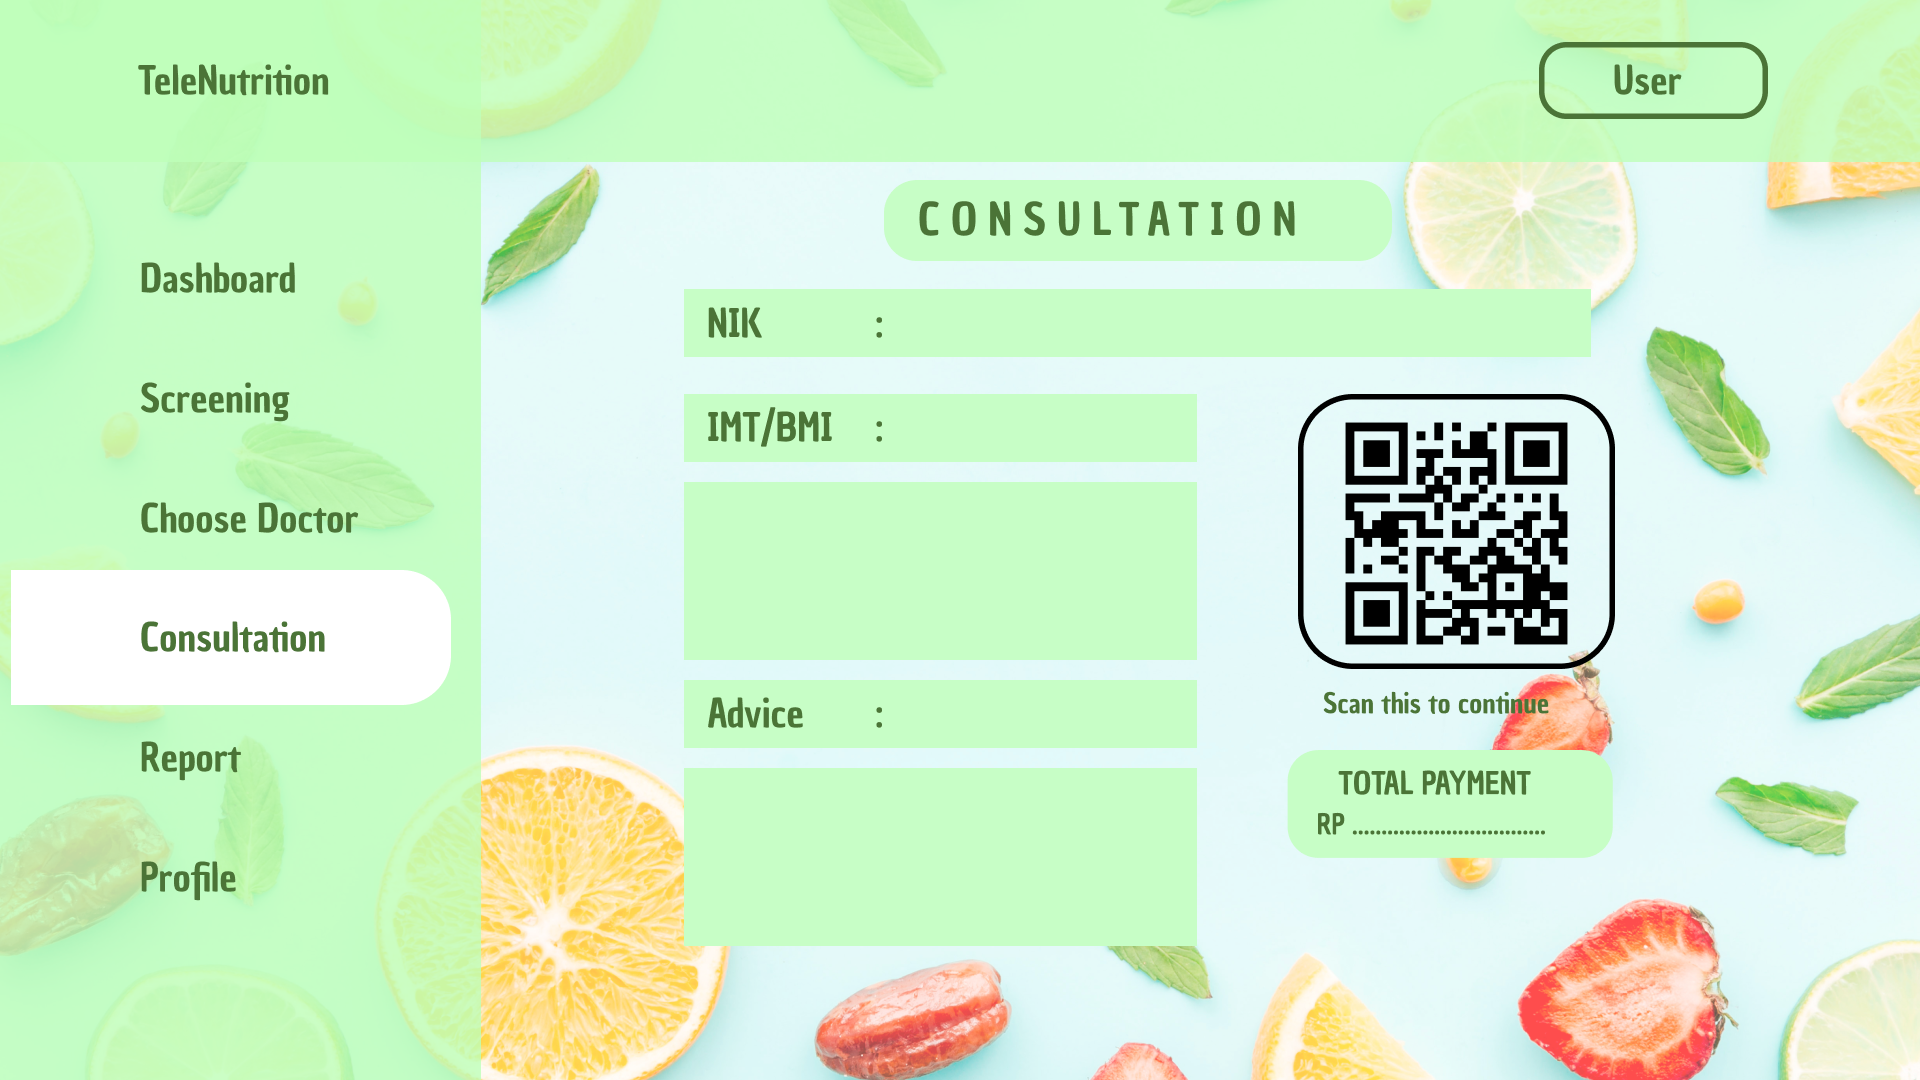 TeleNutrition
User
Dashboard
Screening
Choose Doctor
Consultation
Report
Profile
CONSULTATION
NIK :
IMT/BMI :
Advice :
Scan this to continue
TOTAL PAYMENT
RP .................................